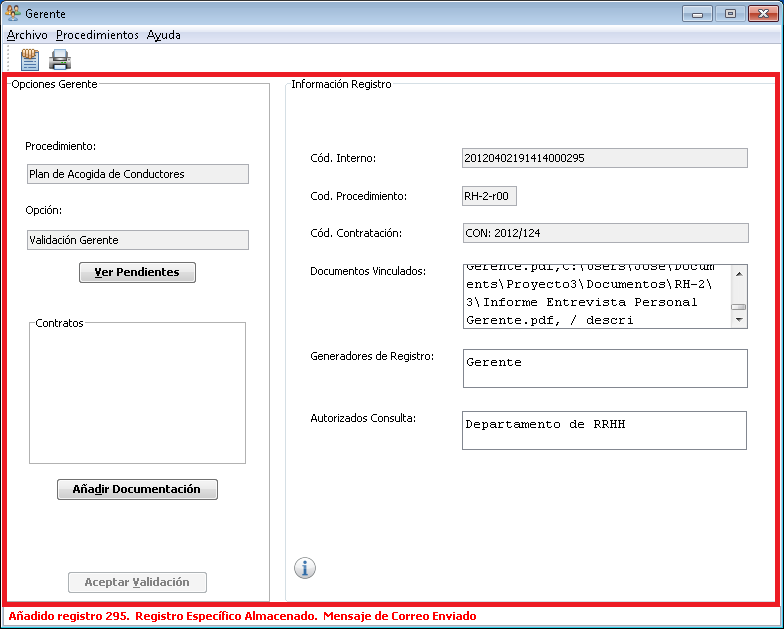 Gerente
Archivo Procedimientos Ayuda
Opciones Gerente
Procedimiento:
Plan de Acogida de Conductores
Opción:
Validación Gerente
Ver Pendientes
Contratos
Añadir Documentación
Aceptar Validación
Información Registro
Cód. Interno:
20120402191414000295
Cod. Procedimiento:
RH-2-r00
Cód. Contratación:
CON: 2012/124
Documentos Vinculados:
Gerente.pdf,C:\Users\Jose\Docum
ents\Proyecto3\Documentos\RH-2\
3\Informe Entrevista Personal
Gerente.pdf, / descri
Generadores de Registro:
Gerente
Autorizados Consulta:
Departamento de RRHH
Añadido registro 295. Registro Específico Almacenado. Mensaje de Correo Enviado